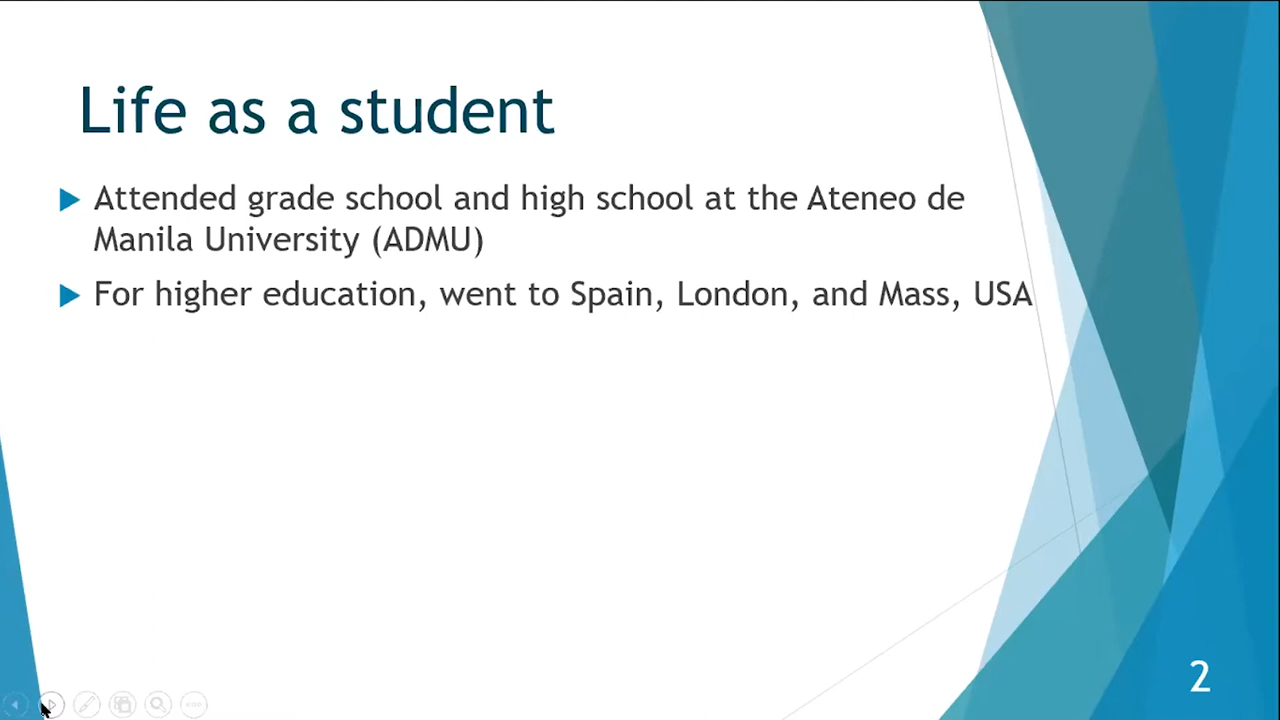 Life as a student
Attended grade school and high school at the Ateneo de
Manila University (ADMU)
For higher education, went to Spain, London, and Mass, USA
2